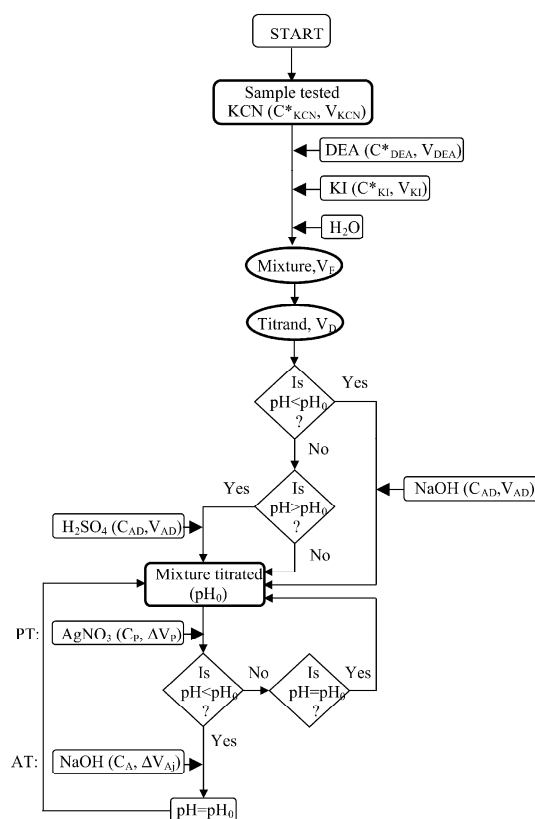 START
Sample tested
KCN (C*KCN, VKCN)
DEA (C*DEA, VDEA)
KI (C*KI, VKI)
H2O
Mixture,VF
Titrand, VD
Is
pH<pH0
?
Yes
No
NaOH (CAD,VAD)
Is
pH>pH0
?
Yes
No
H2SO4 (CAD,VAD)
Mixture titrated
(pH0)
PT:
AgNO3 (CP, ΔVP)
Is
pH<pH0
?
No
Is
pH=pH0
?
Yes
Yes
AT:
NaOH (CA, ΔVAj)
pH=pH0